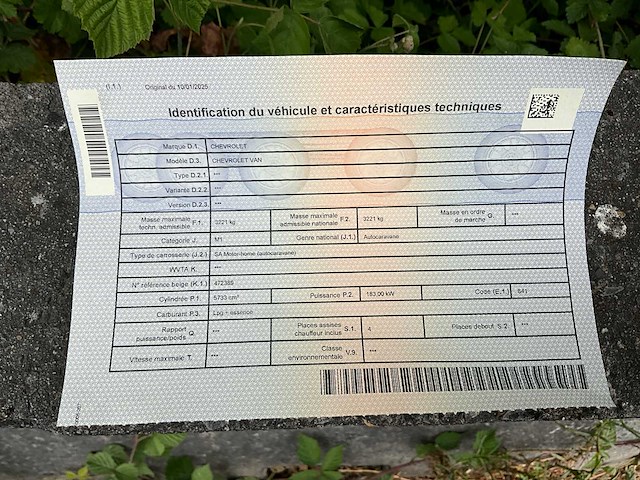 (I.1.) Original du 10/01/2025
Identification du véhicule et caractéristiques techniques
Marque D.1. CHEVROLET
Modèle D.3. CHEVROLET VAN
Type D.2.1 ---
Variante D.2.2. ---
Version D.2.3. ---
Masse maximale techn. admissible F.1. 3221 kg Masse maximale admissible nationale F.2. 3221 kg Masse en ordre de marche G. ---
Catégorie J. M1 Genre national (J.1.) Autocaravane
Type de carrosserie (J.2.) SA Motor-home (autocaravane)
WVTA K. ---
N° référence beige (K.1.) 472385
Cylindrée P.1. 5733 cm³ Puissance P.2. 183,00 kW Code (E.1.) 641
Carburant P.3. Lpg + essence
Rapport puissance/poids Q. --- Places assises chauffeur inclus S.1. 4 Places debout S.2. ---
Vitesse maximale T. --- Classe environnementale V.9. ---